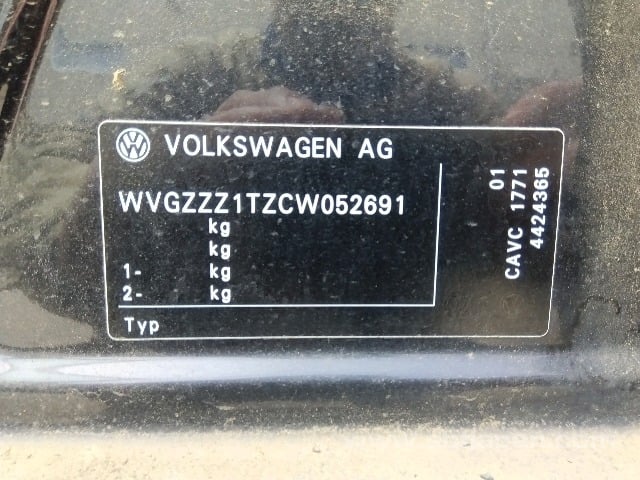 VOLKSWAGEN AG
WVGZZZ1TZCW052691
kg
kg
1- kg
2- kg
Typ
01
CAVC 1771
4424365